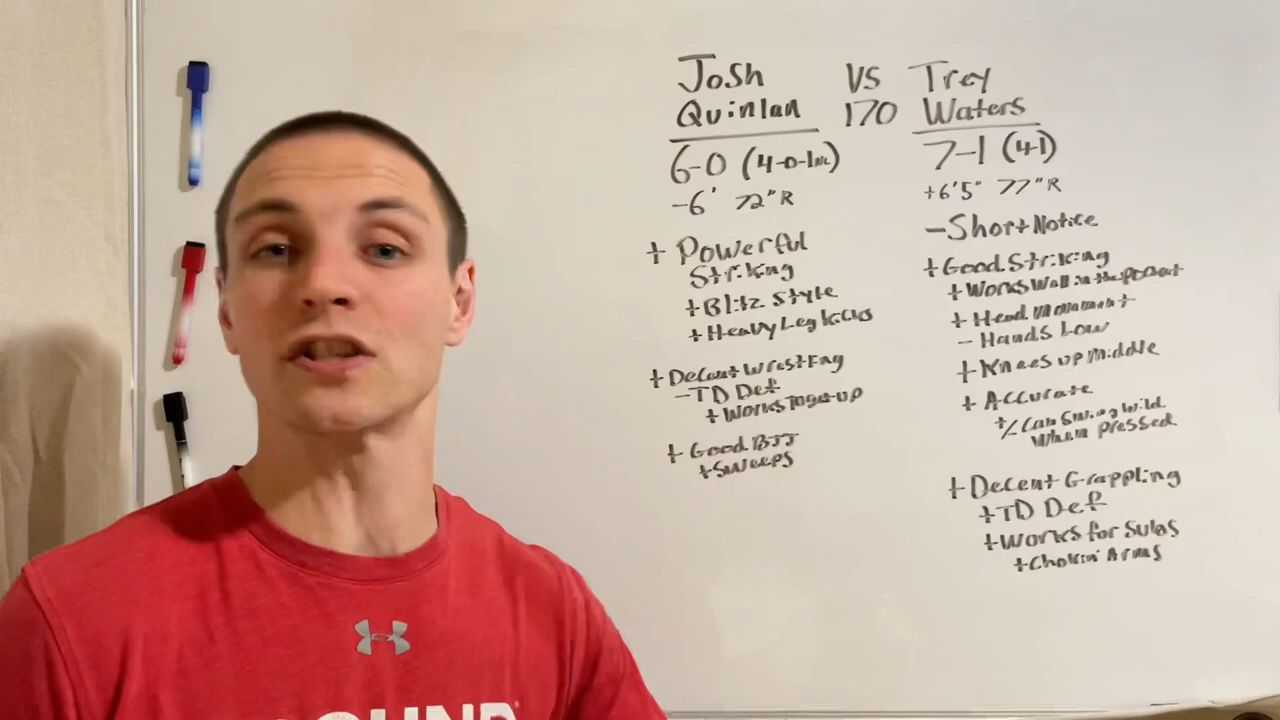 Josh
Quinlan
VS
170
Trey
Waters
6-0 (4-0-1nc)
-6' 72"R
+ Powerful
Striking
+Blitz Style
+Heavy Leg Kicks
+Decent Wrestling
-TD Def
+Works To get up
+Good BJJ
+Sweeps
7-1 (4-1)
+6'5" 77"R
-Short Notice
+Good Striking
+Works Well in the pocket
+Head Movement
- Hands Low
+Knees up Middle
+ Accurate
+/- Can Swing Wild
When pressed
+Decent Grappling
+TD Def
+Works for Subs
+Chokin' Arms